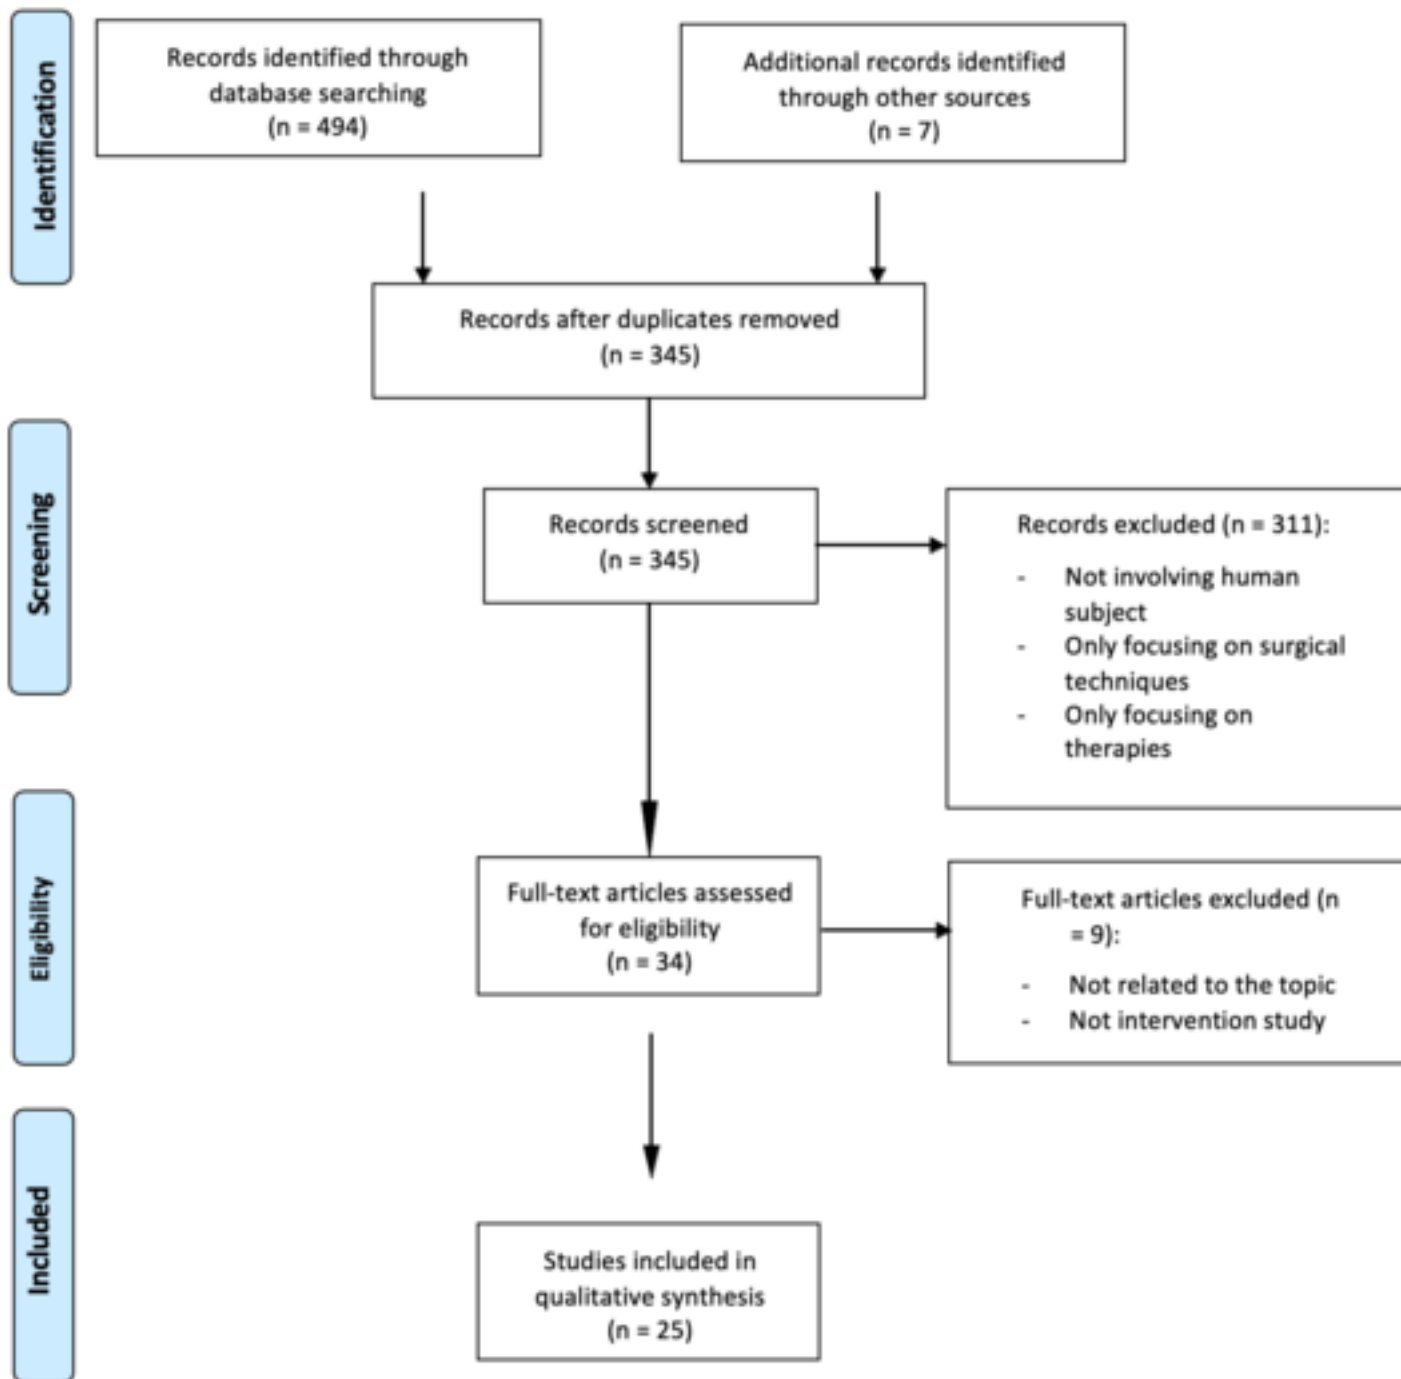 Identification
Records identified through
database searching
(n = 494)
Additional records identified
through other sources
(n = 7)
Records after duplicates removed
(n = 345)
Screening
Records screened
(n = 345)
Records excluded (n = 311):
- Not involving human
subject
- Only focusing on surgical
techniques
- Only focusing on
therapies
Eligibility
Full-text articles assessed
for eligibility
(n = 34)
Full-text articles excluded (n
= 9):
- Not related to the topic
- Not intervention study
Included
Studies included in
qualitative synthesis
(n = 25)